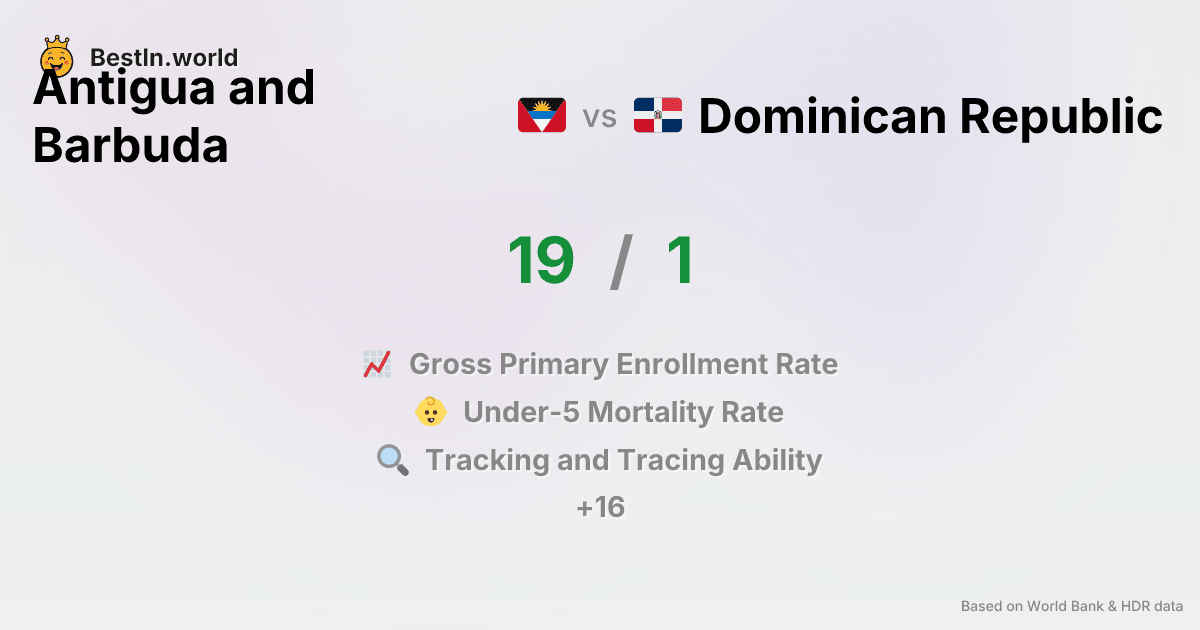 BestIn.world
Antigua and
Barbuda
vs
Dominican Republic
19 / 1
Gross Primary Enrollment Rate
Under-5 Mortality Rate
Tracking and Tracing Ability
+16
Based on World Bank & HDR data